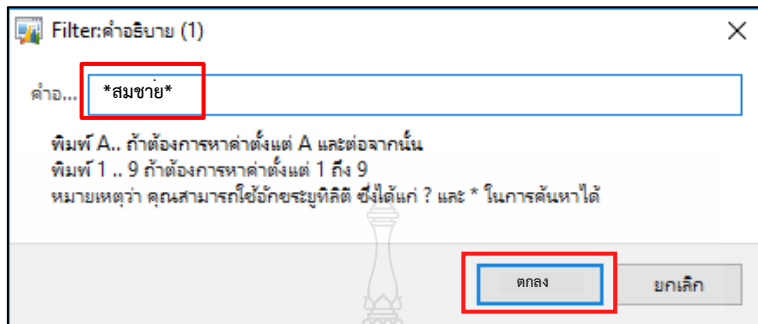 Filter:คำอธิบาย (1)
คำอ... *สมชาย่*
พิมพ์ A.. ถ้าต้องการหาค่าตั้งแต่ A และต่อจากนั้น
พิมพ์ 1 .. 9 ถ้าต้องการหาค่าตั้งแต่ 1 ถึง 9
หมายเหตุว่า คุณสามารถใช้อักขระยูทิลิตี ซึ่งได้แก่ ? และ * ในการค้นหาได้
ตกลง ยกเลิก